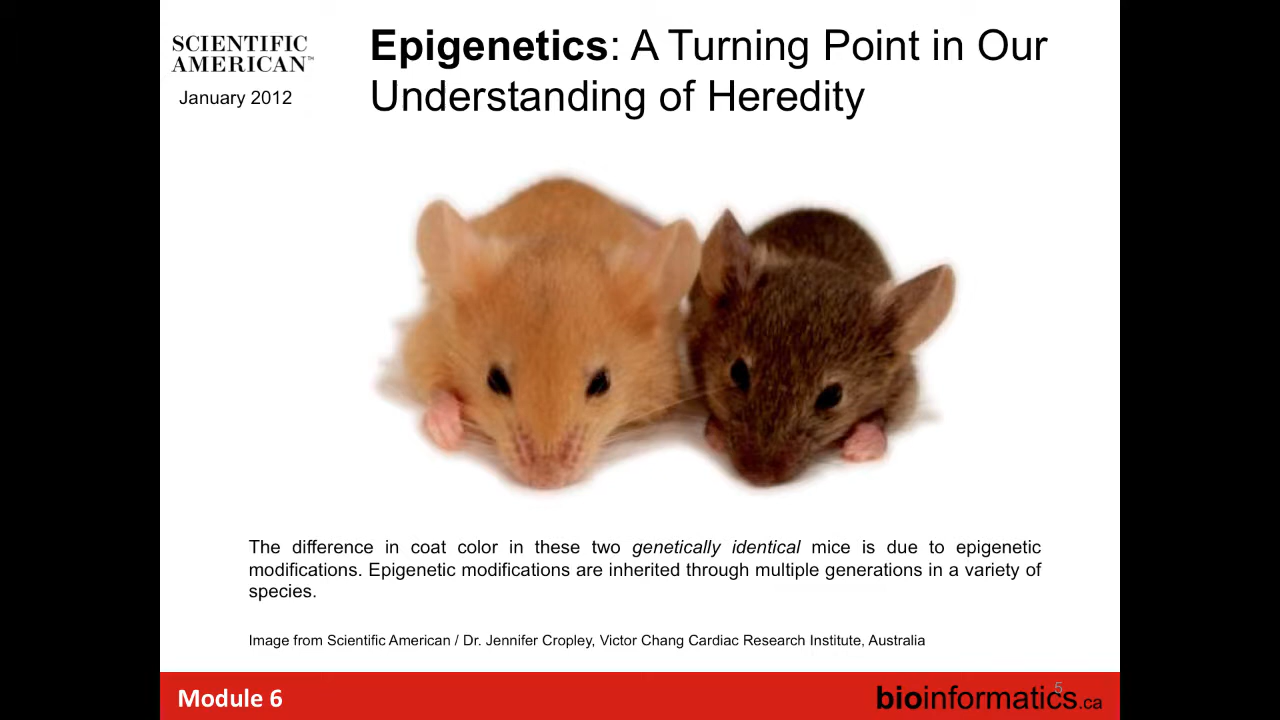 SCIENTIFIC
AMERICAN™
January 2012
Epigenetics: A Turning Point in Our
Understanding of Heredity
The difference in coat color in these two genetically identical mice is due to epigenetic
modifications. Epigenetic modifications are inherited through multiple generations in a variety of
species.
Image from Scientific American / Dr. Jennifer Cropley, Victor Chang Cardiac Research Institute, Australia
Module 6
5
bioinformatics.ca